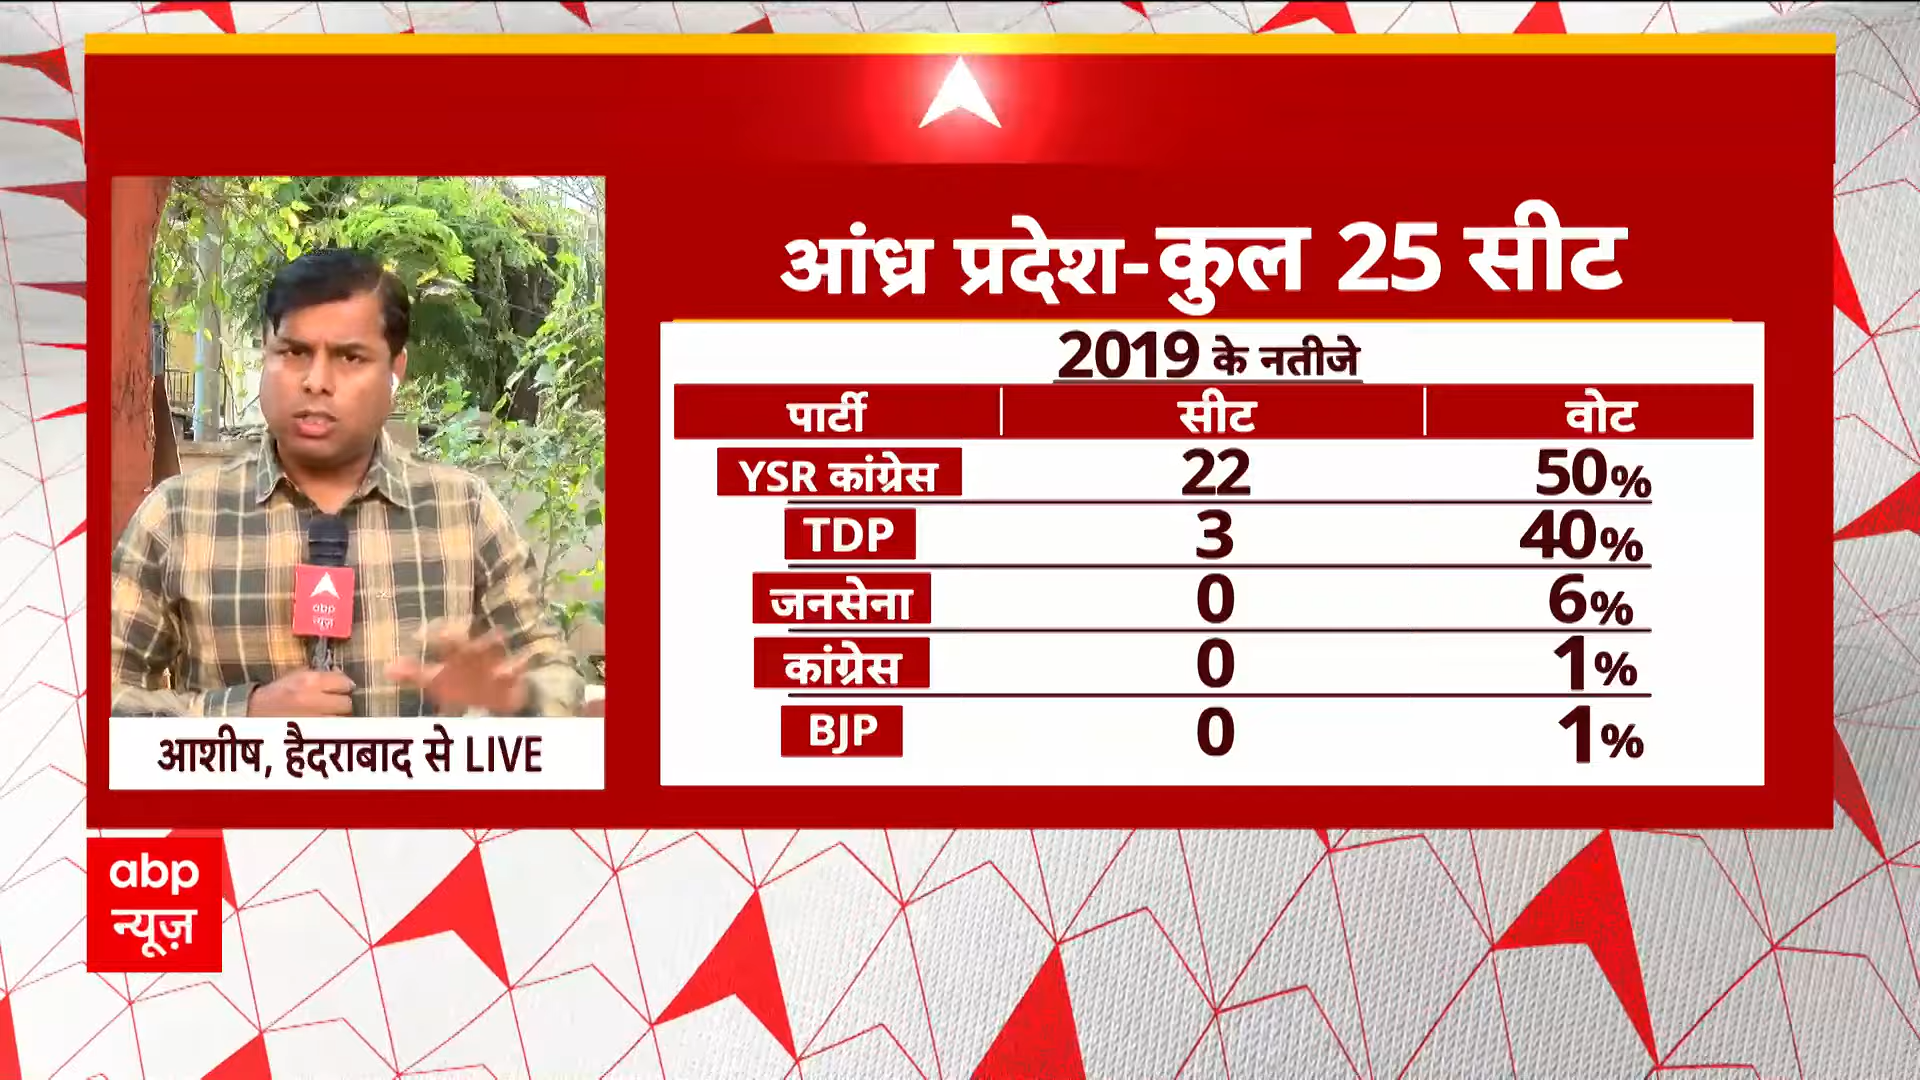 आंध्र प्रदेश-कुल 25 सीट
2019 के नतीजे
पार्टी सीट वोट
YSR कांग्रेस 22 50%
TDP 3 40%
जनसेना 0 6%
कांग्रेस 0 1%
BJP 0 1%
abp
न्यूज़
आशीष, हैदराबाद से LIVE
abp
न्यूज़